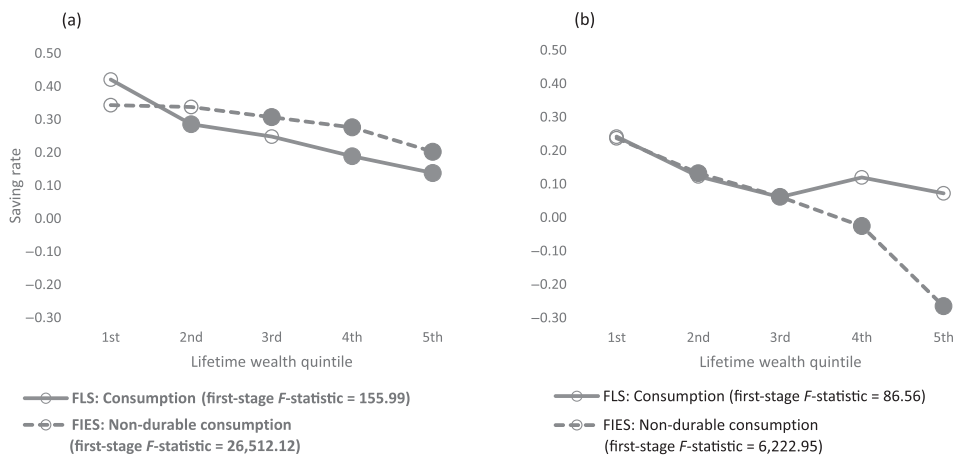 (a)
0.50
0.40
0.30
0.20
0.10
0.00
−0.10
−0.20
−0.30
Saving rate
1st 2nd 3rd 4th 5th
Lifetime wealth quintile
FLS: Consumption (first-stage F-statistic = 155.99)
FIES: Non-durable consumption
(first-stage F-statistic = 26,512.12)
(b)
0.50
0.40
0.30
0.20
0.10
0.00
−0.10
−0.20
−0.30
1st 2nd 3rd 4th 5th
Lifetime wealth quintile
FLS: Consumption (first-stage F-statistic = 86.56)
FIES: Non-durable consumption
(first-stage F-statistic = 6,222.95)